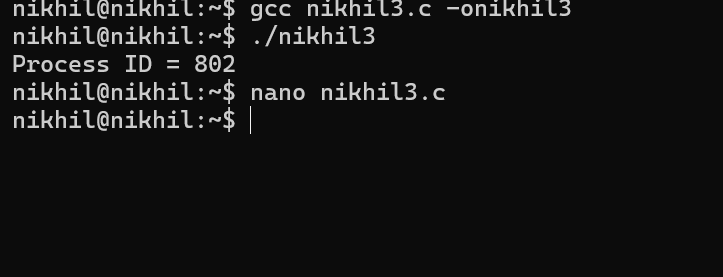 nikhil@nikhil:~$ gcc nikhil3.c -onikhil3
nikhil@nikhil:~$ ./nikhil3
Process ID = 802
nikhil@nikhil:~$ nano nikhil3.c
nikhil@nikhil:~$